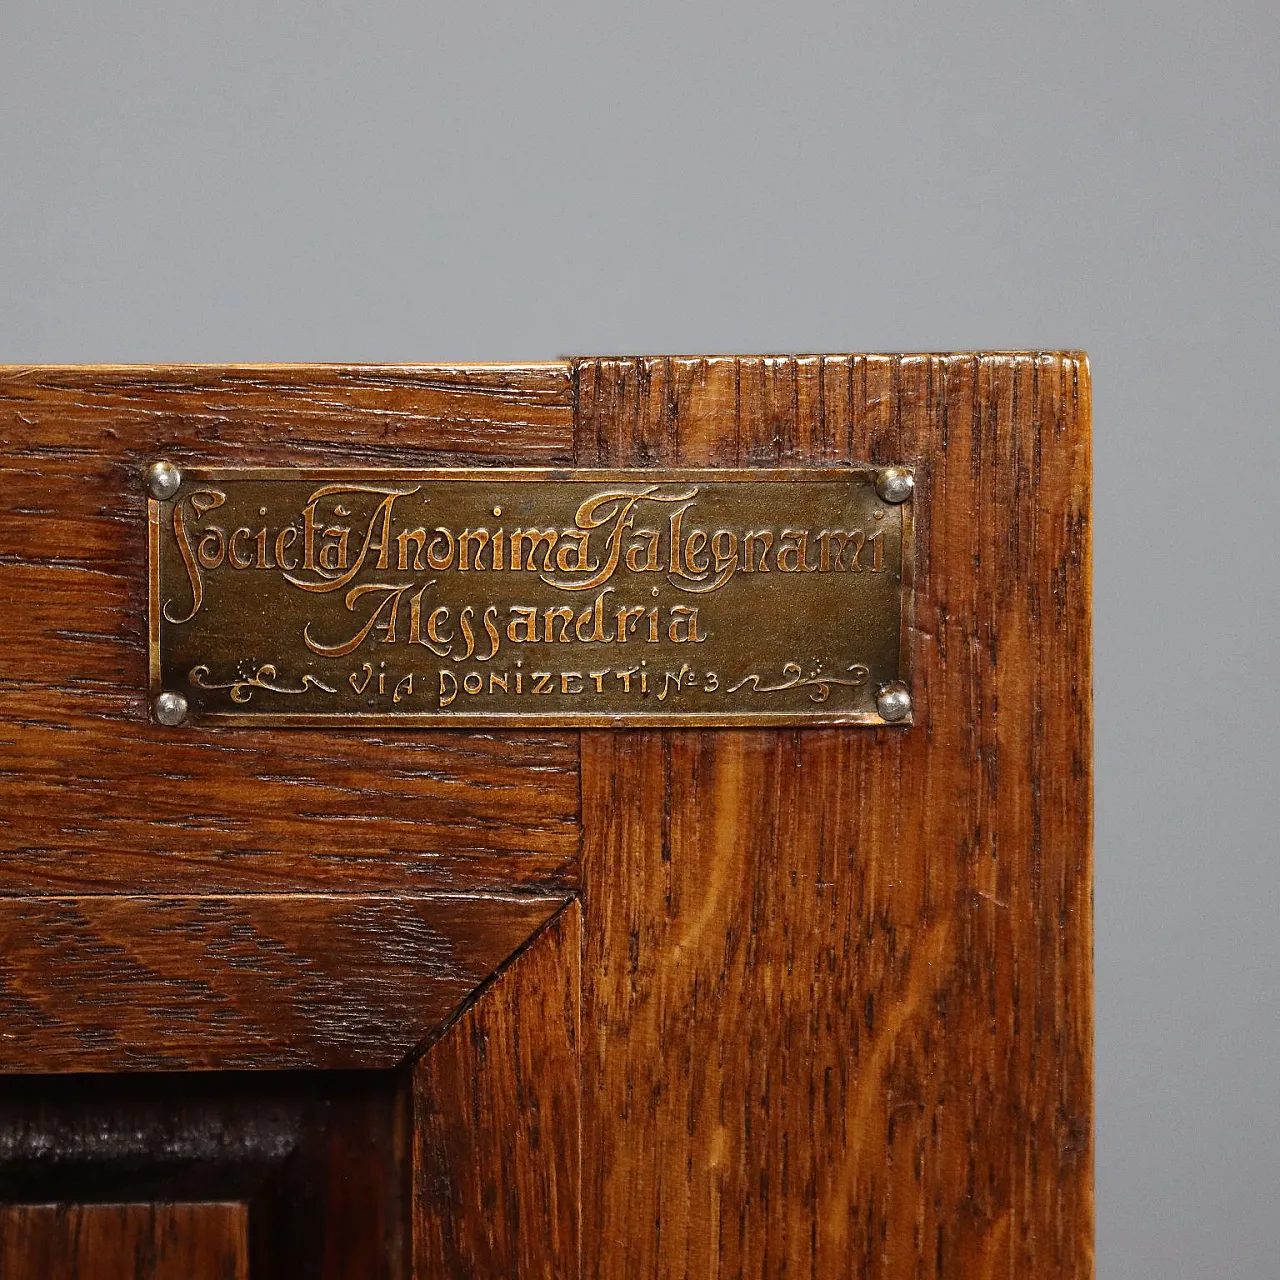 Società Anonima Falegnami
Alessandria
VIA DONIZETTI No 3